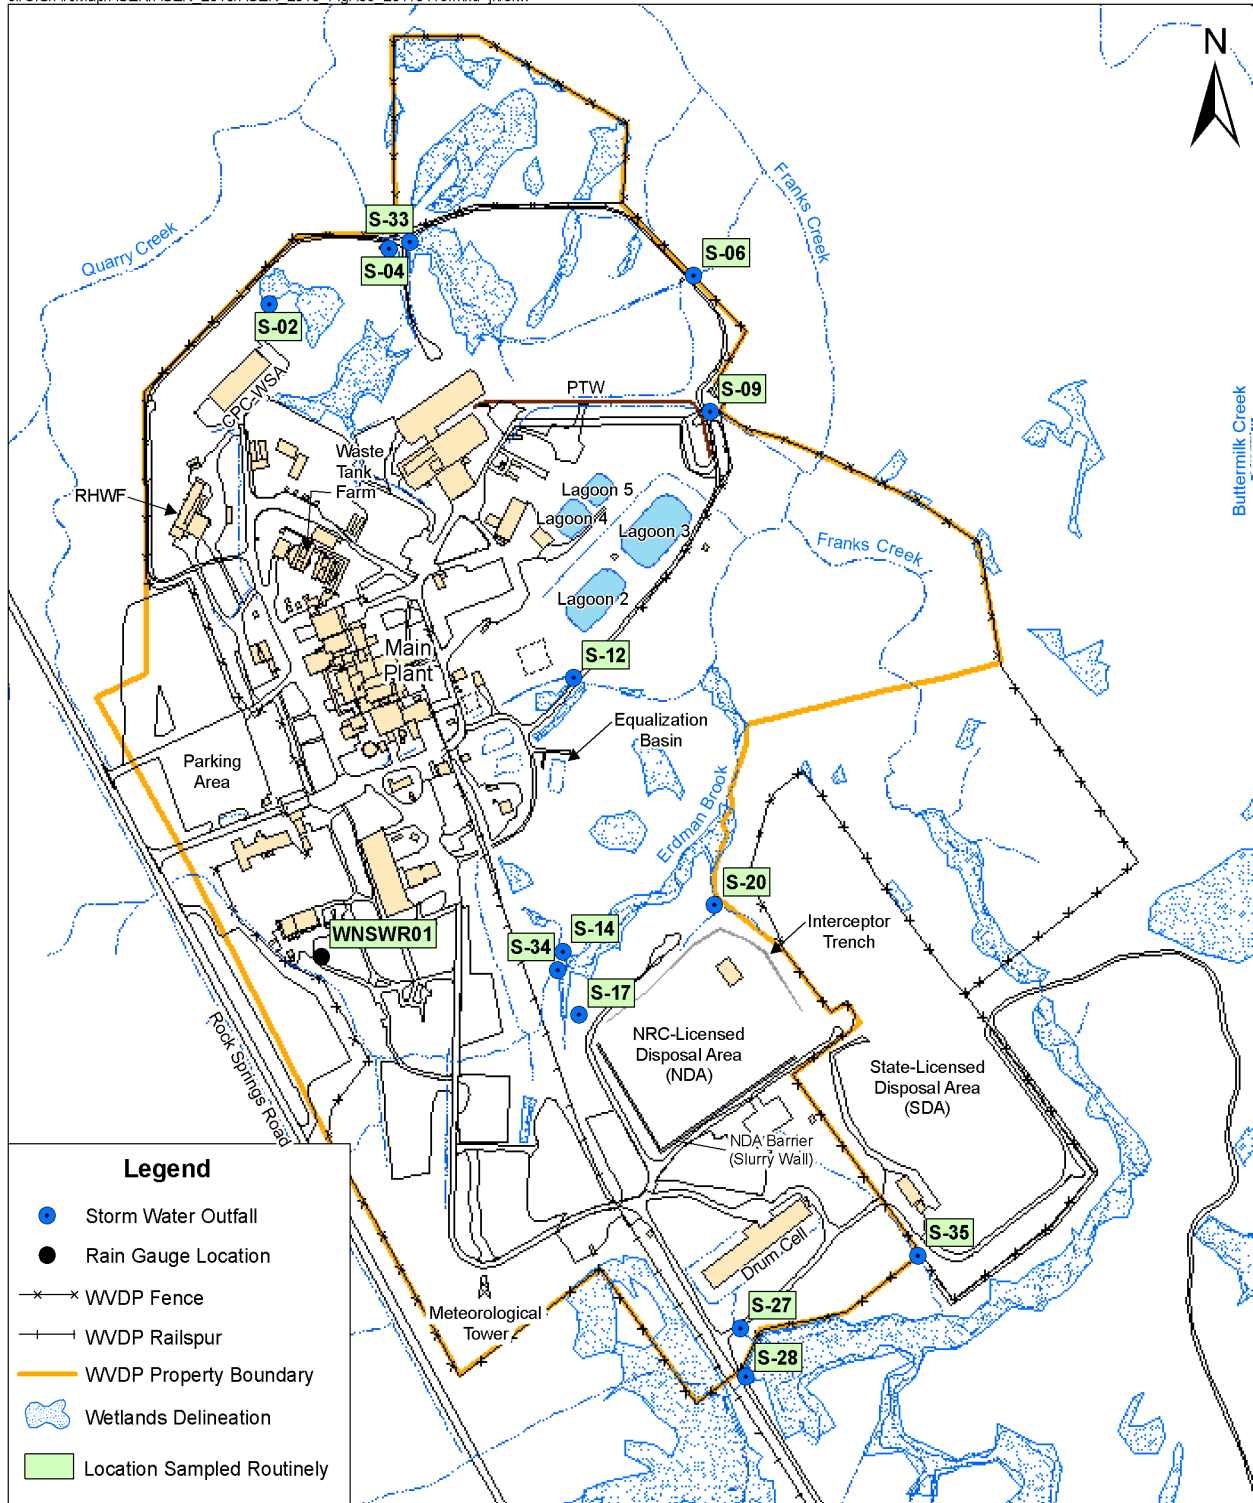 N
Franks Creek
S-33
S-06
Quarry Creek
S-04
S-02
PTW
S-09
CPC-WSA
Buttermilk Creek
Waste
Tank
Farm
RHWF
Lagoon 5
Lagoon 4
Lagoon 3
Franks Creek
Lagoon 2
Main
Plant
S-12
Equalization
Basin
Parking
Area
Erdman Brook
S-20
Interceptor
Trench
WNSWR01
S-14
S-34
S-17
Rock Springs Road
NRC-Licensed
Disposal Area
(NDA)
State-Licensed
Disposal Area
(SDA)
NDA Barrier
(Slurry Wall)
Drum Cell
S-35
Meteorological
Tower
S-27
S-28
Legend
Storm Water Outfall
Rain Gauge Location
WVDP Fence
WVDP Railspur
WVDP Property Boundary
Wetlands Delineation
Location Sampled Routinely